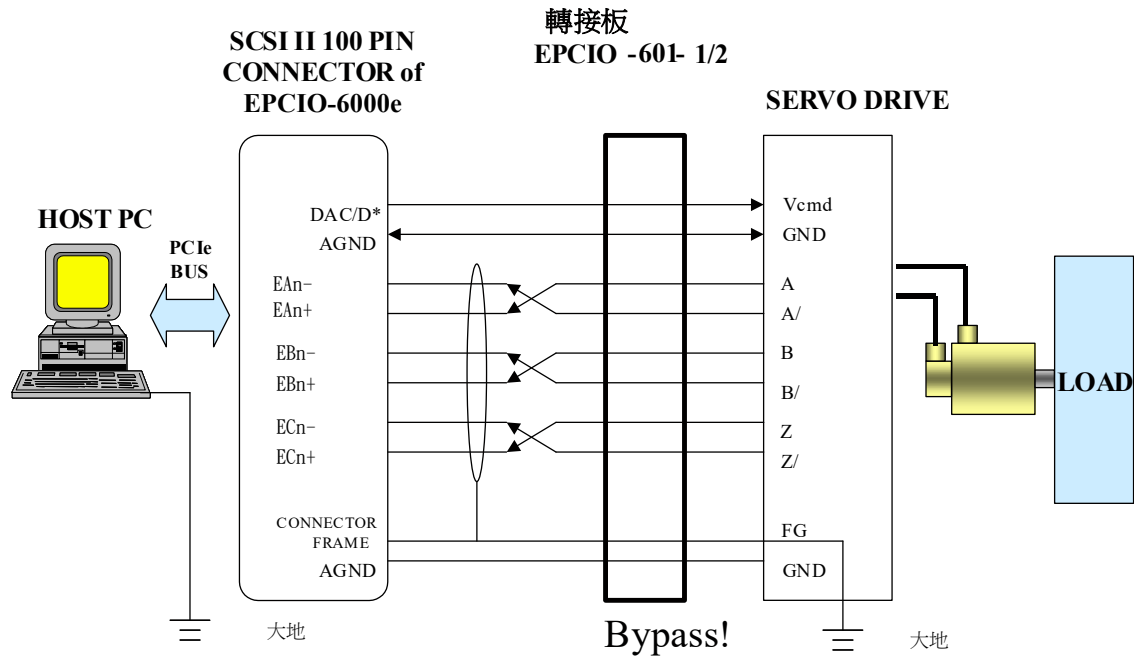 轉接板
EPCIO -601- 1/2
SCSI II 100 PIN
CONNECTOR of
EPCIO-6000e
SERVO DRIVE
HOST PC
PCIe
BUS
DAC/D*
AGND
EAn-
EAn+
EBn-
EBn+
ECn-
ECn+
CONNECTOR
FRAME
AGND
Vcmd
GND
A
A/
B
B/
Z
Z/
FG
GND
LOAD
大地
Bypass!
大地